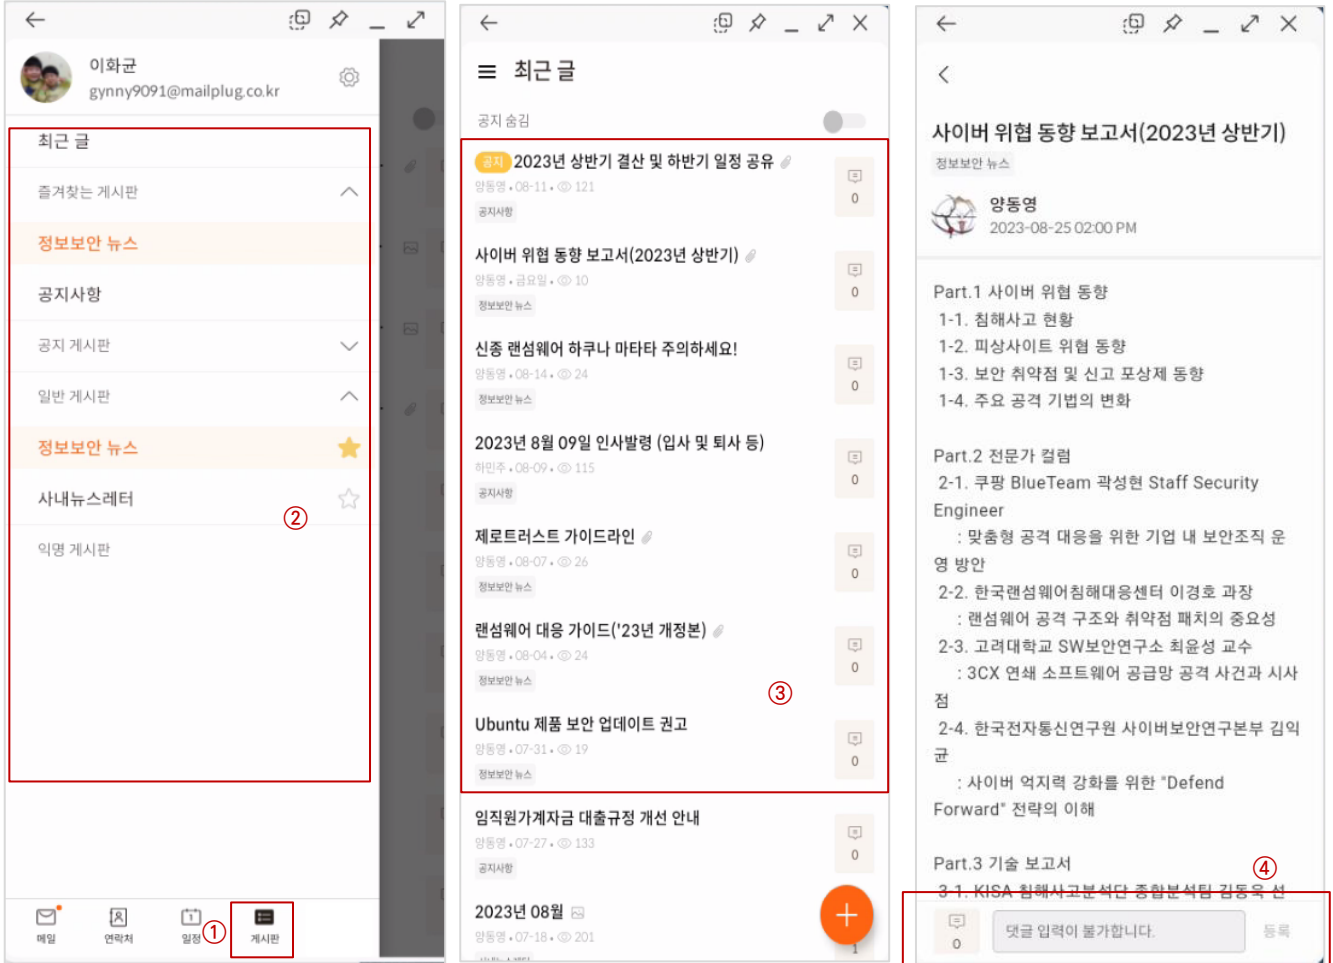 이화균
gynny9091@mailplug.co.kr
최근 글
즐겨찾는 게시판
정보보안 뉴스
공지사항
공지 게시판
일반 게시판
정보보안 뉴스
사내뉴스레터
②
익명 게시판
메일
연락처
1
일정
①
게시판
최근 글
공지 숨김
공지 2023년 상반기 결산 및 하반기 일정 공유
양동영 • 08-11 • 121
공지사항
0
사이버 위협 동향 보고서(2023년 상반기)
양동영 • 금요일 • 10
정보보안 뉴스
0
신종 랜섬웨어 하쿠나 마타타 주의하세요!
양동영 • 08-14 • 24
정보보안 뉴스
0
2023년 8월 09일 인사발령 (입사 및 퇴사 등)
하민주 • 08-09 • 115
공지사항
0
제로트러스트 가이드라인
양동영 • 08-07 • 26
정보보안 뉴스
0
랜섬웨어 대응 가이드('23년 개정본)
양동영 • 08-04 • 24
정보보안 뉴스
0
③
Ubuntu 제품 보안 업데이트 권고
양동영 • 07-31 • 19
정보보안 뉴스
0
임직원가계자금 대출규정 개선 안내
양동영 • 07-27 • 133
공지사항
0
2023년 08월
양동영 • 07-18 • 201
1
사이버 위협 동향 보고서(2023년 상반기)
정보보안 뉴스
양동영
2023-08-25 02:00 PM
Part.1 사이버 위협 동향
1-1. 침해사고 현황
1-2. 피상사이트 위협 동향
1-3. 보안 취약점 및 신고 포상제 동향
1-4. 주요 공격 기법의 변화
Part.2 전문가 컬럼
2-1. 쿠팡 BlueTeam 곽성현 Staff Security
Engineer
: 맞춤형 공격 대응을 위한 기업 내 보안조직 운
영 방안
2-2. 한국랜섬웨어침해대응센터 이경호 과장
: 랜섬웨어 공격 구조와 취약점 패치의 중요성
2-3. 고려대학교 SW보안연구소 최윤성 교수
: 3CX 연쇄 소프트웨어 공급망 공격 사건과 시사
점
2-4. 한국전자통신연구원 사이버보안연구본부 김익
균
: 사이버 억지력 강화를 위한 "Defend
Forward" 전략의 이해
Part.3 기술 보고서
④
3-1. KISA 침해사고분석단 종합분석팀 김동욱 선
0
댓글 입력이 불가합니다.
등록